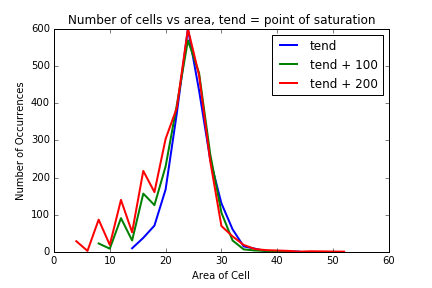 Number of cells vs area, tend = point of saturation
600
500
400
300
200
100
0
Number of Occurrences
tend
tend + 100
tend + 200
0 10 20 30 40 50 60
Area of Cell